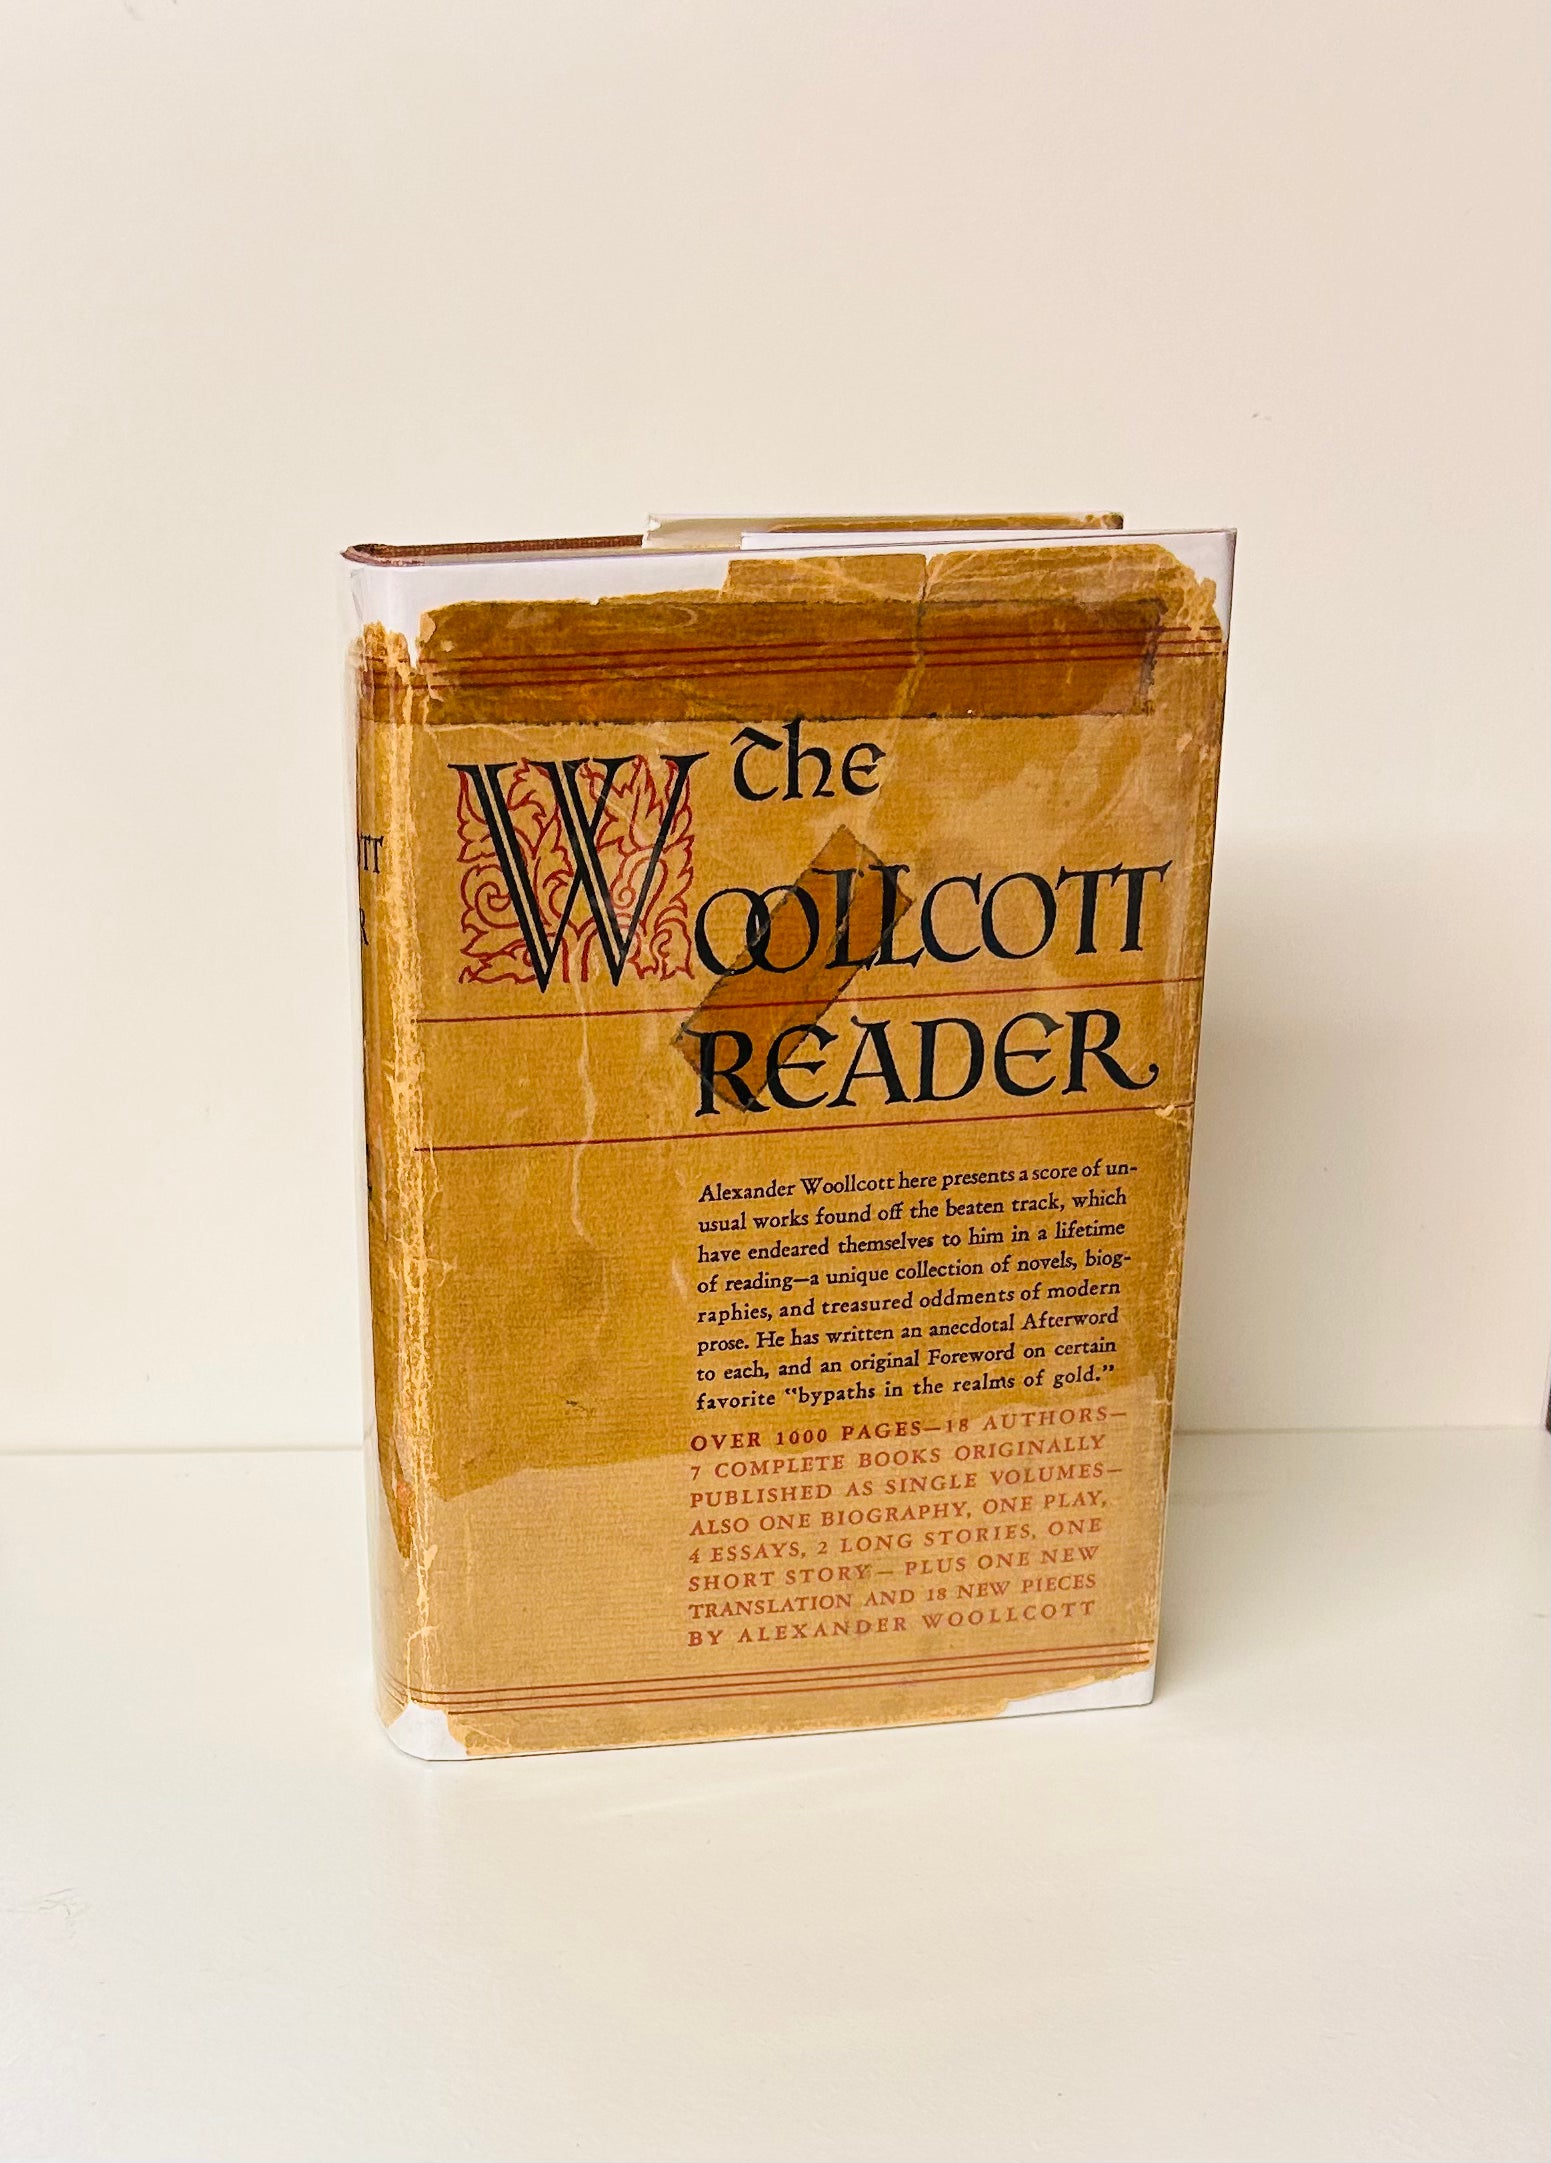 The
Woollcott
Reader
Alexander Woollcott here presents a score of un-
usual works found off the beaten track, which
have endeared themselves to him in a lifetime
of reading—a unique collection of novels, biog-
raphies, and treasured oddments of modern
prose. He has written an anecdotal Afterword
to each, and an original Foreword on certain
favorite "bypaths in the realms of gold."
OVER 1000 PAGES—18 AUTHORS—
7 COMPLETE BOOKS ORIGINALLY
PUBLISHED AS SINGLE VOLUMES—
ALSO ONE BIOGRAPHY, ONE PLAY,
4 ESSAYS, 2 LONG STORIES, ONE
SHORT STORY—PLUS ONE NEW
TRANSLATION AND 18 NEW PIECES
BY ALEXANDER WOOLLCOTT
TT
R